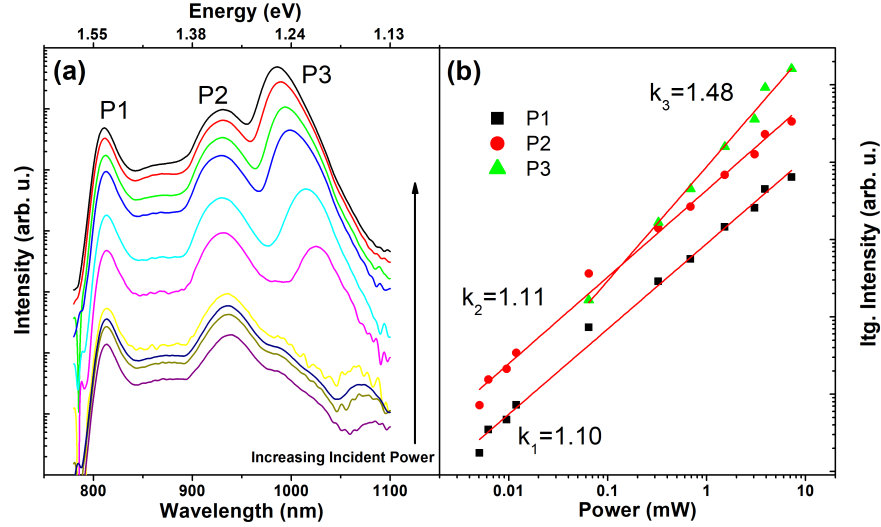 Energy (eV)
1.55 1.38 1.24 1.13
(a)
P1
P2
P3
Intensity (arb. u.)
Increasing Incident Power
800 900 1000 1100
Wavelength (nm)
(b)
k3=1.48
P1
P2
P3
k2=1.11
k1=1.10
0.01 0.1 1 10
Power (mW)
Itg. Intensity (arb. u.)